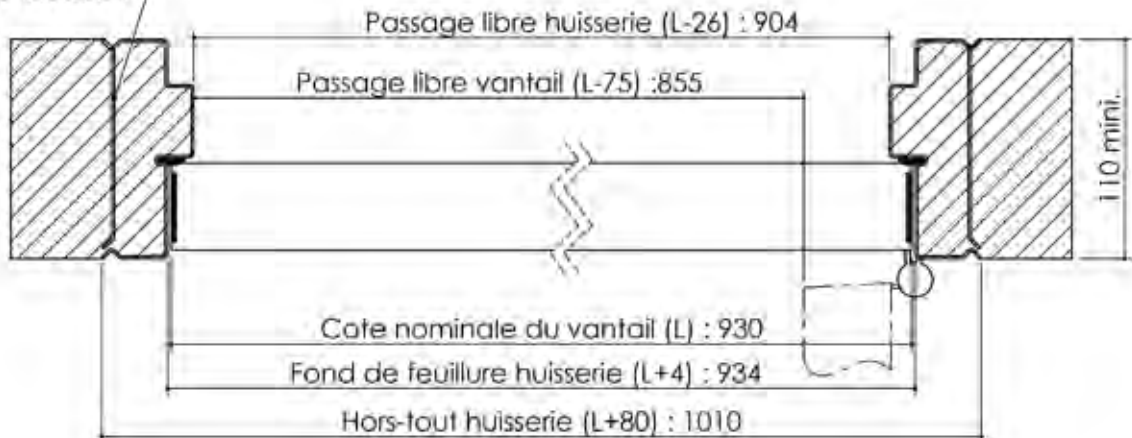 Passage libre huisserie (L-26) : 904
Passage libre vantail (L-75) :855
110 mini.
Cote nominale du vantail (L) : 930
Fond de feuillure huisserie (L+4) : 934
Hors-tout huisserie (L+80) : 1010